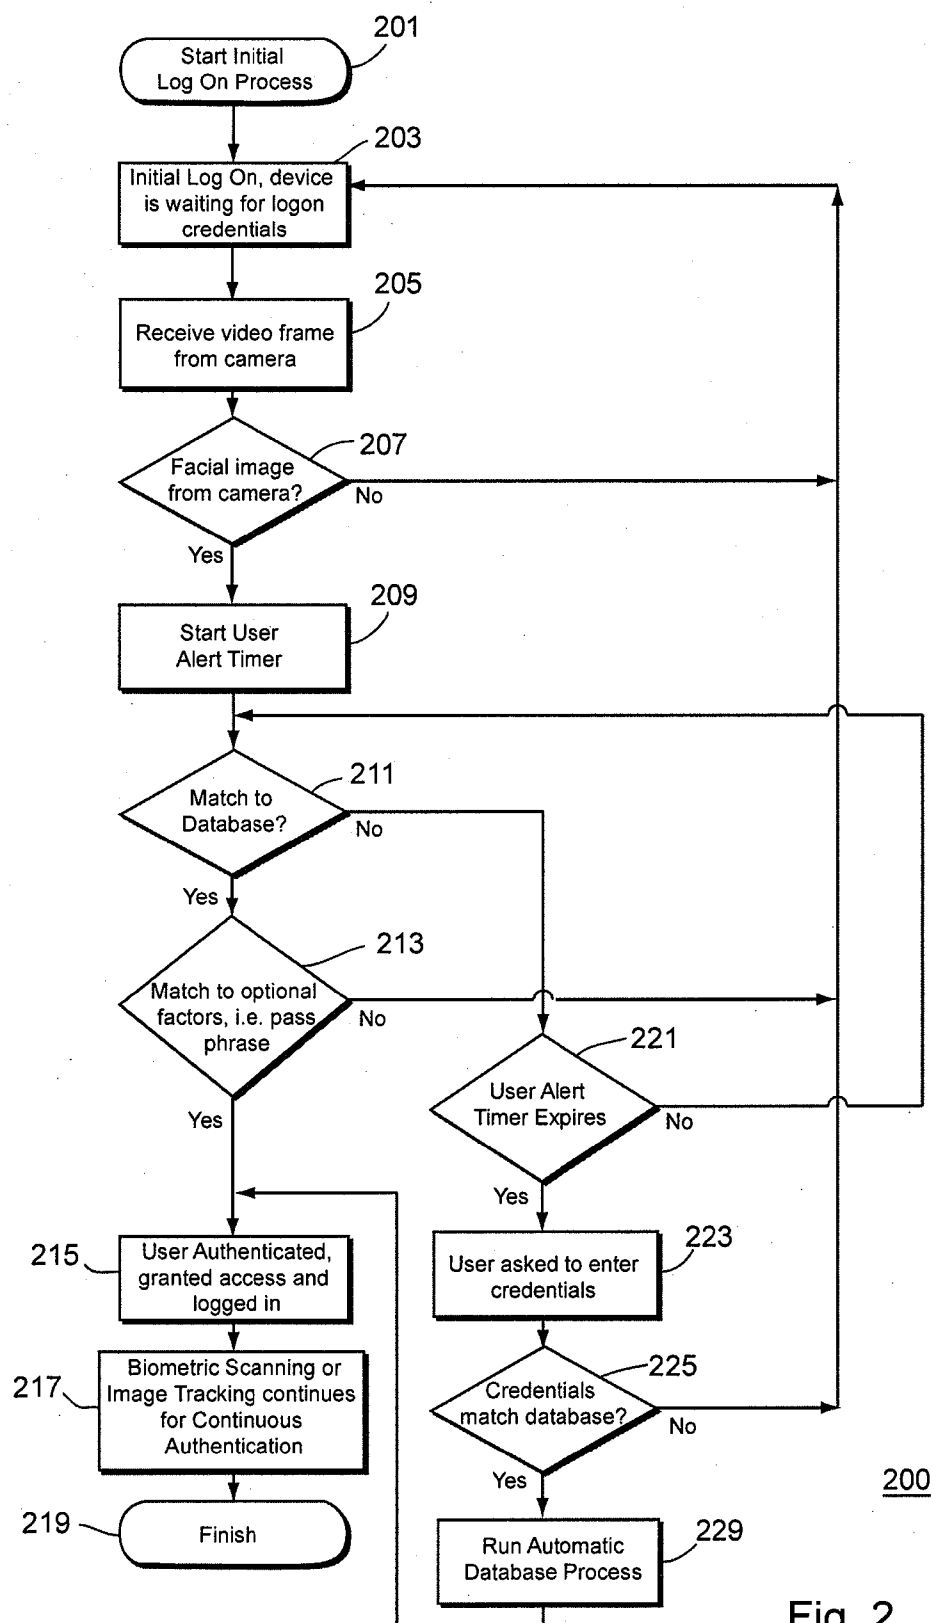 201
Start Initial
Log On Process
203
Initial Log On, device
is waiting for logon
credentials
205
Receive video frame
from camera
207
Facial image
from camera?
No
Yes
209
Start User
Alert Timer
211
Match to
Database?
No
Yes
213
Match to optional
factors, i.e. pass
phrase
No
Yes
221
User Alert
Timer Expires
No
Yes
215
User Authenticated,
granted access and
logged in
223
User asked to enter
credentials
217
Biometric Scanning or
Image Tracking continues
for Continuous
Authentication
225
Credentials
match database?
No
Yes
200
219
Finish
229
Run Automatic
Database Process
Fig. 2